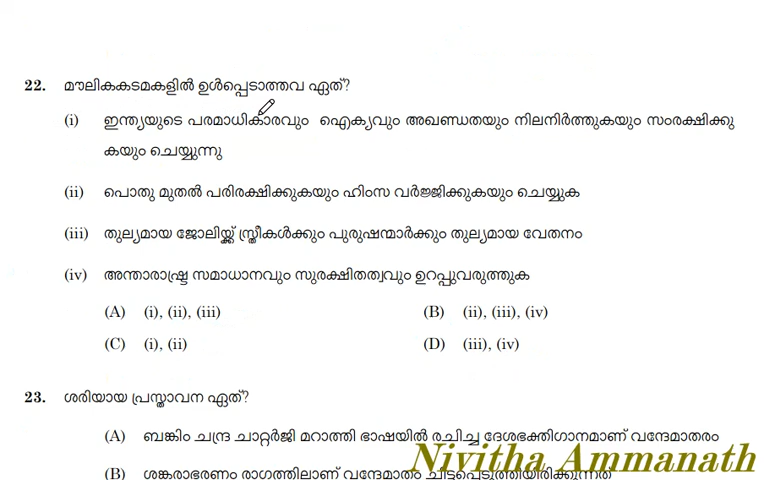 22. മൗലികകടമകളിൽ ഉൾപ്പെടാത്തവ ഏത്?
(i) ഇന്ത്യയുടെ പരമാധികാരവും ഐക്യവും അഖണ്ഡതയും നിലനിർത്തുകയും സംരക്ഷിക്കു
കയും ചെയ്യുന്നു
(ii) പൊതു മുതൽ പരിരക്ഷിക്കുകയും ഹിംസ വർജ്ജിക്കുകയും ചെയ്യുക
(iii) തുല്യമായ ജോലിയ്ക്ക് സ്ത്രീകൾക്കും പുരുഷന്മാർക്കും തുല്യമായ വേതനം
(iv) അന്താരാഷ്ട്ര സമാധാനവും സുരക്ഷിതത്വവും ഉറപ്പുവരുത്തുക
(A) (i), (ii), (iii) (B) (ii), (iii), (iv)
(C) (i), (ii) (D) (iii), (iv)
23. ശരിയായ പ്രസ്താവന ഏത്?
(A) ബങ്കിം ചന്ദ്ര ചാറ്റർജി മറാത്തി ഭാഷയിൽ രചിച്ച ദേശഭക്തിഗാനമാണ് വന്ദേമാതരം
(B) ശങ്കരാഭരണം രാഗത്തിലാണ് വന്ദേമാതരം ചിട്ടപ്പെടുത്തിയിരിക്കുന്നത്
Nivitha Ammanath